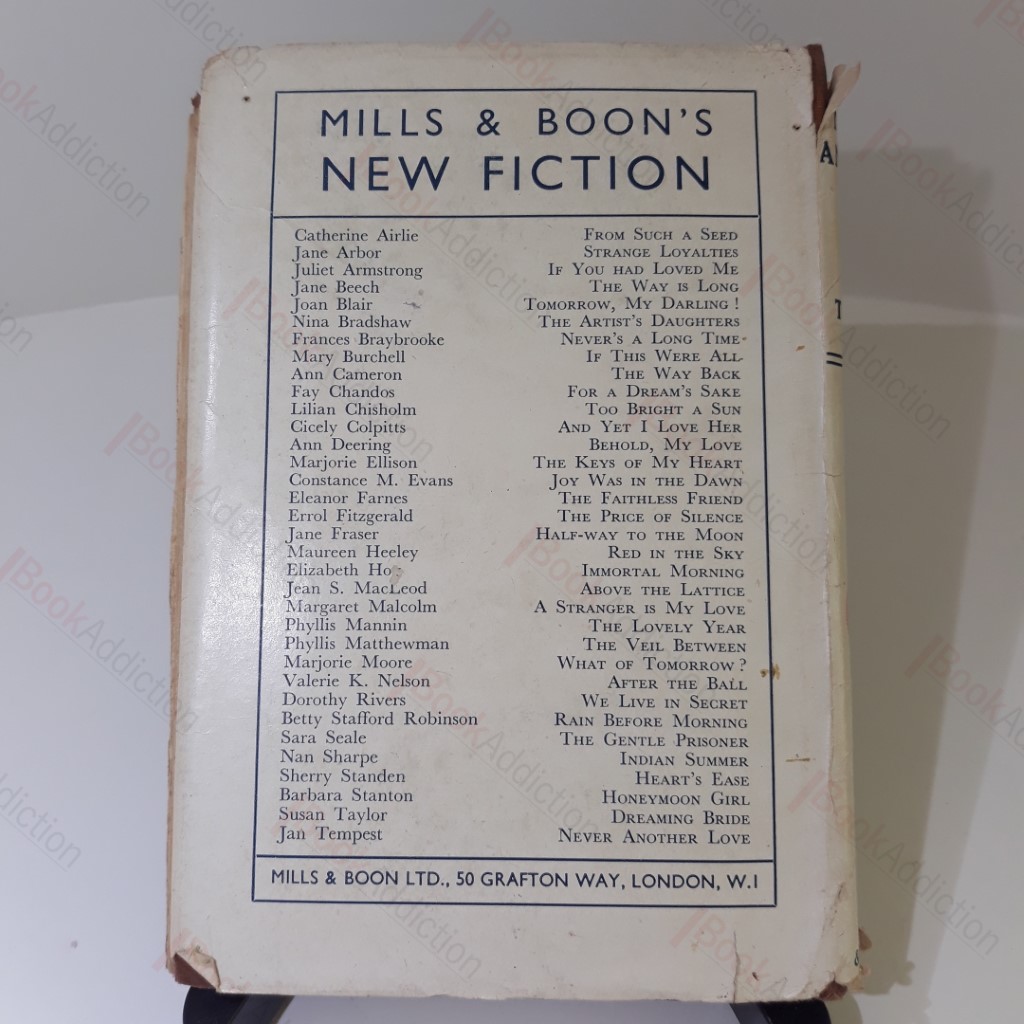 MILLS & BOON'S
NEW FICTION
Catherine Airlie FROM SUCH A SEED
Jane Arbor STRANGE LOYALTIES
Juliet Armstrong IF YOU HAD LOVED ME
Jane Beech THE WAY IS LONG
Joan Blair TOMORROW, MY DARLING !
Nina Bradshaw THE ARTIST'S DAUGHTERS
Frances Braybrooke NEVER'S A LONG TIME
Mary Burchell IF THIS WERE ALL
Ann Cameron THE WAY BACK
Fay Chandos FOR A DREAM'S SAKE
Lilian Chisholm TOO BRIGHT A SUN
Cicely Colpitts AND YET I LOVE HER
Ann Deering BEHOLD, MY LOVE
Marjorie Ellison THE KEYS OF MY HEART
Constance M. Evans JOY WAS IN THE DAWN
Eleanor Farnes THE FAITHLESS FRIEND
Errol Fitzgerald THE PRICE OF SILENCE
Jane Fraser HALF-WAY TO THE MOON
Maureen Heeley RED IN THE SKY
Elizabeth IMMORTAL MORNING
Jean S. MacLeod ABOVE THE LATTICE
Margaret Malcolm A STRANGER IS MY LOVE
Phyllis Mannin THE LOVELY YEAR
Phyllis Matthewman THE VEIL BETWEEN
Marjorie Moore WHAT OF TOMORROW ?
Valerie K. Nelson AFTER THE BALL
Dorothy Rivers WE LIVE IN SECRET
Betty Stafford Robinson RAIN BEFORE MORNING
Sara Seale THE GENTLE PRISONER
Nan Sharpe INDIAN SUMMER
Sherry Standen HEART'S EASE
Barbara Stanton HONEYMOON GIRL
Susan Taylor DREAMING BRIDE
Jan Tempest NEVER ANOTHER LOVE
MILLS & BOON LTD., 50 GRAFTON WAY, LONDON, W.1
BookAddiction